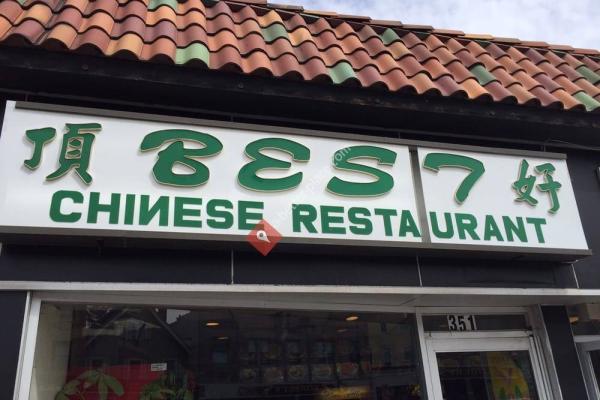 頂 BEST 好
CHINESE RESTAURANT
351